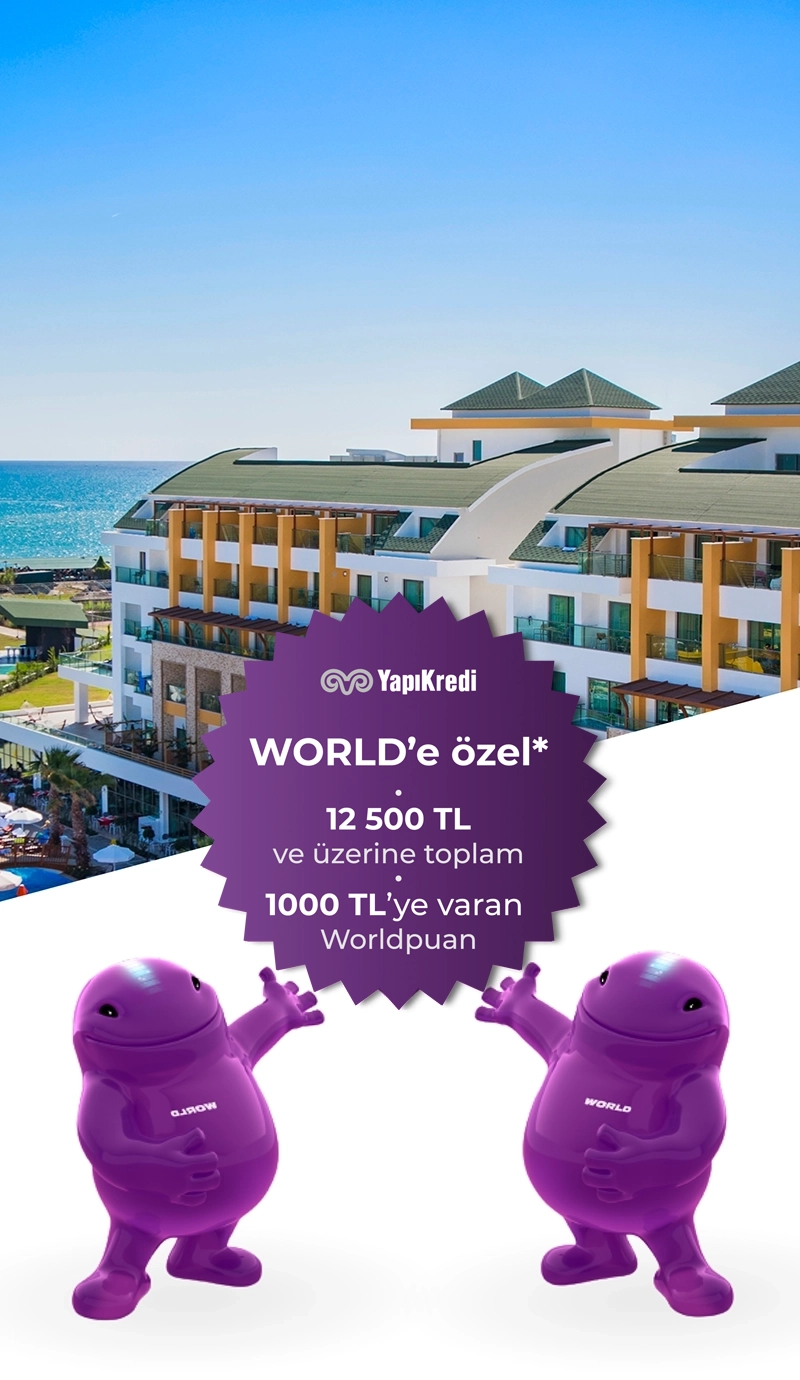 YapıKredi
WORLD’e özel*
•
12 500 TL
ve üzerine toplam
•
1000 TL’ye varan
Worldpuan
WORLD
WORLD